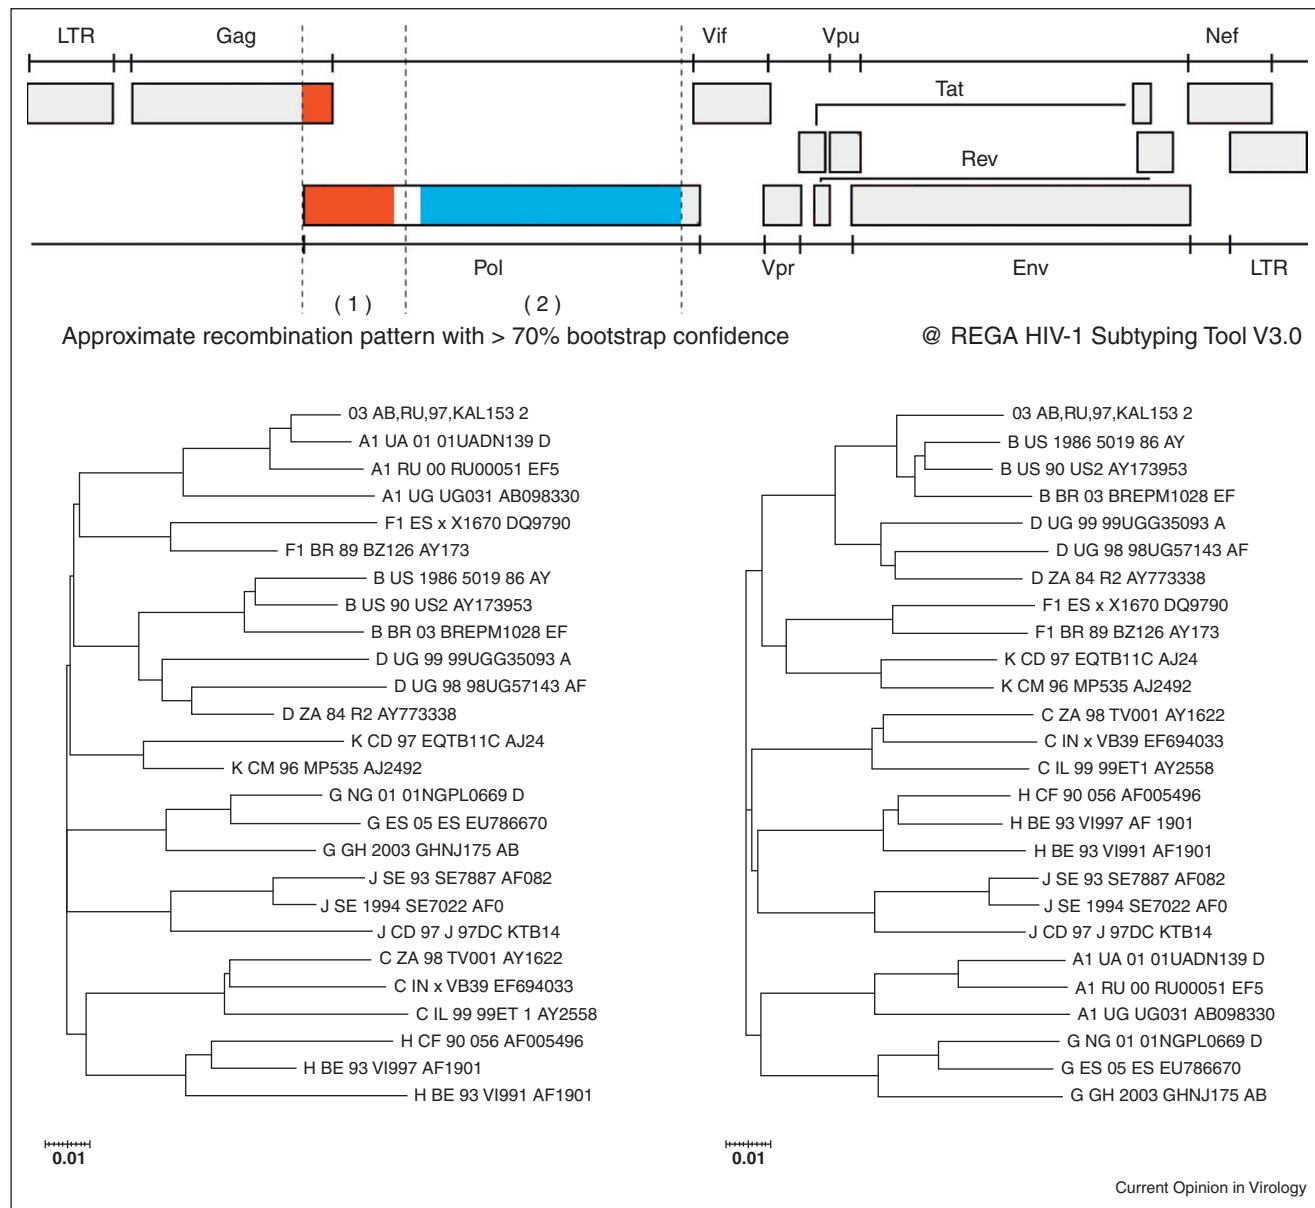 LTR Gag Vif Vpu Nef
Tat
Rev
Pol Vpr Env LTR
( 1 ) ( 2 )
Approximate recombination pattern with > 70% bootstrap confidence @ REGA HIV-1 Subtyping Tool V3.0
03 AB,RU,97,KAL153 2
A1 UA 01 01UADN139 D
A1 RU 00 RU00051 EF5
A1 UG UG031 AB098330
F1 ES x X1670 DQ9790
F1 BR 89 BZ126 AY173
B US 1986 5019 86 AY
B US 90 US2 AY173953
B BR 03 BREPM1028 EF
D UG 99 99UGG35093 A
D UG 98 98UG57143 AF
D ZA 84 R2 AY773338
K CD 97 EQTB11C AJ24
K CM 96 MP535 AJ2492
G NG 01 01NGPL0669 D
G ES 05 ES EU786670
G GH 2003 GHNJ175 AB
J SE 93 SE7887 AF082
J SE 1994 SE7022 AF0
J CD 97 J 97DC KTB14
C ZA 98 TV001 AY1622
C IN x VB39 EF694033
C IL 99 99ET 1 AY2558
H CF 90 056 AF005496
H BE 93 VI997 AF1901
H BE 93 VI991 AF1901
0.01
03 AB,RU,97,KAL153 2
B US 1986 5019 86 AY
B US 90 US2 AY173953
B BR 03 BREPM1028 EF
D UG 99 99UGG35093 A
D UG 98 98UG57143 AF
D ZA 84 R2 AY773338
F1 ES x X1670 DQ9790
F1 BR 89 BZ126 AY173
K CD 97 EQTB11C AJ24
K CM 96 MP535 AJ2492
C ZA 98 TV001 AY1622
C IN x VB39 EF694033
C IL 99 99ET1 AY2558
H CF 90 056 AF005496
H BE 93 VI997 AF 1901
H BE 93 VI991 AF1901
J SE 93 SE7887 AF082
J SE 1994 SE7022 AF0
J CD 97 J 97DC KTB14
A1 UA 01 01UADN139 D
A1 RU 00 RU00051 EF5
A1 UG UG031 AB098330
G NG 01 01NGPL0669 D
G ES 05 ES EU786670
G GH 2003 GHNJ175 AB
0.01
Current Opinion in Virology